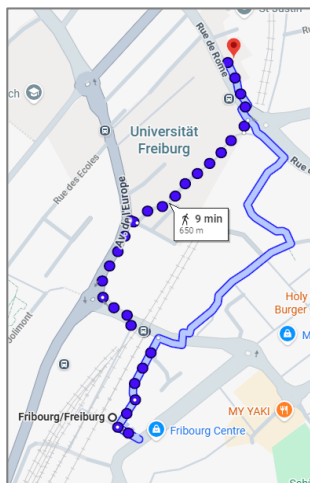 St Justin
Rue de Rome
ch
Universität
Freiburg
Rue des Ecoles
Rue d
Av. de l'Europe
9 min
650 m
Jolimont
Holy
Burger
M
MY YAKI
Fribourg/Freiburg
Fribourg Centre